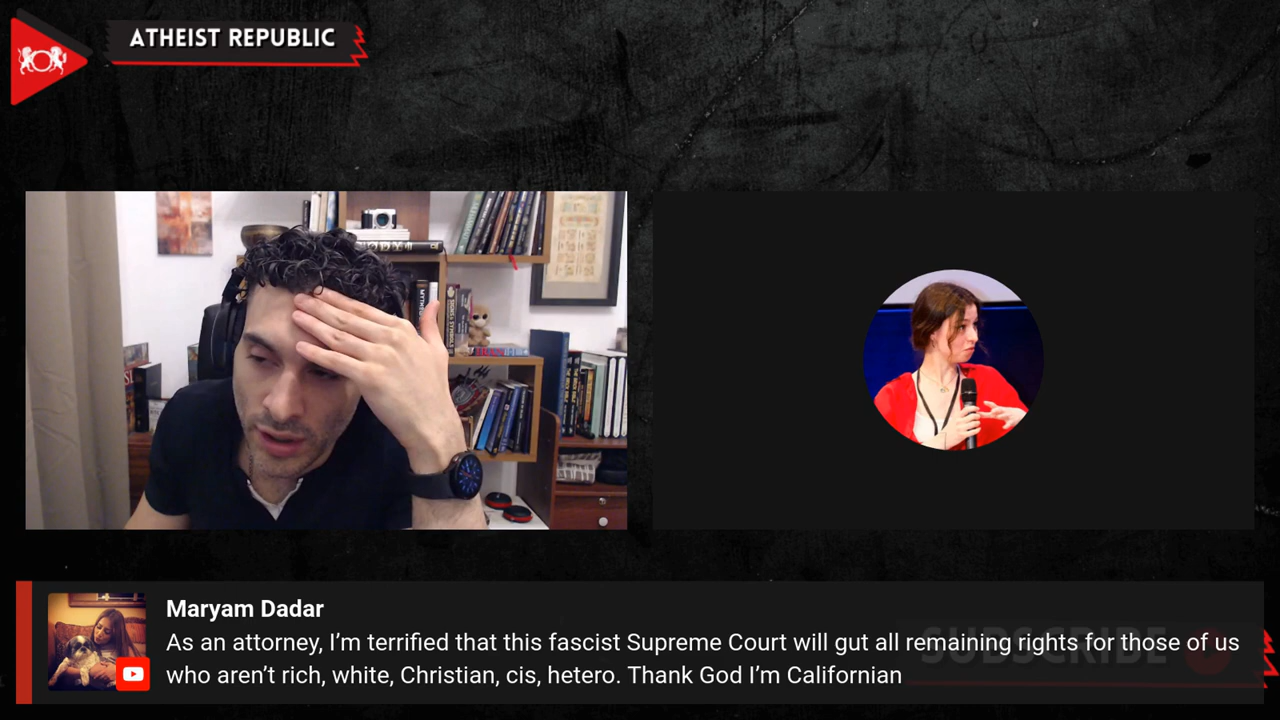 ATHEIST REPUBLIC
Maryam Dadar
As an attorney, I’m terrified that this fascist Supreme Court will gut all remaining rights for those of us
who aren’t rich, white, Christian, cis, hetero. Thank God I’m Californian
SUBSCRIBE